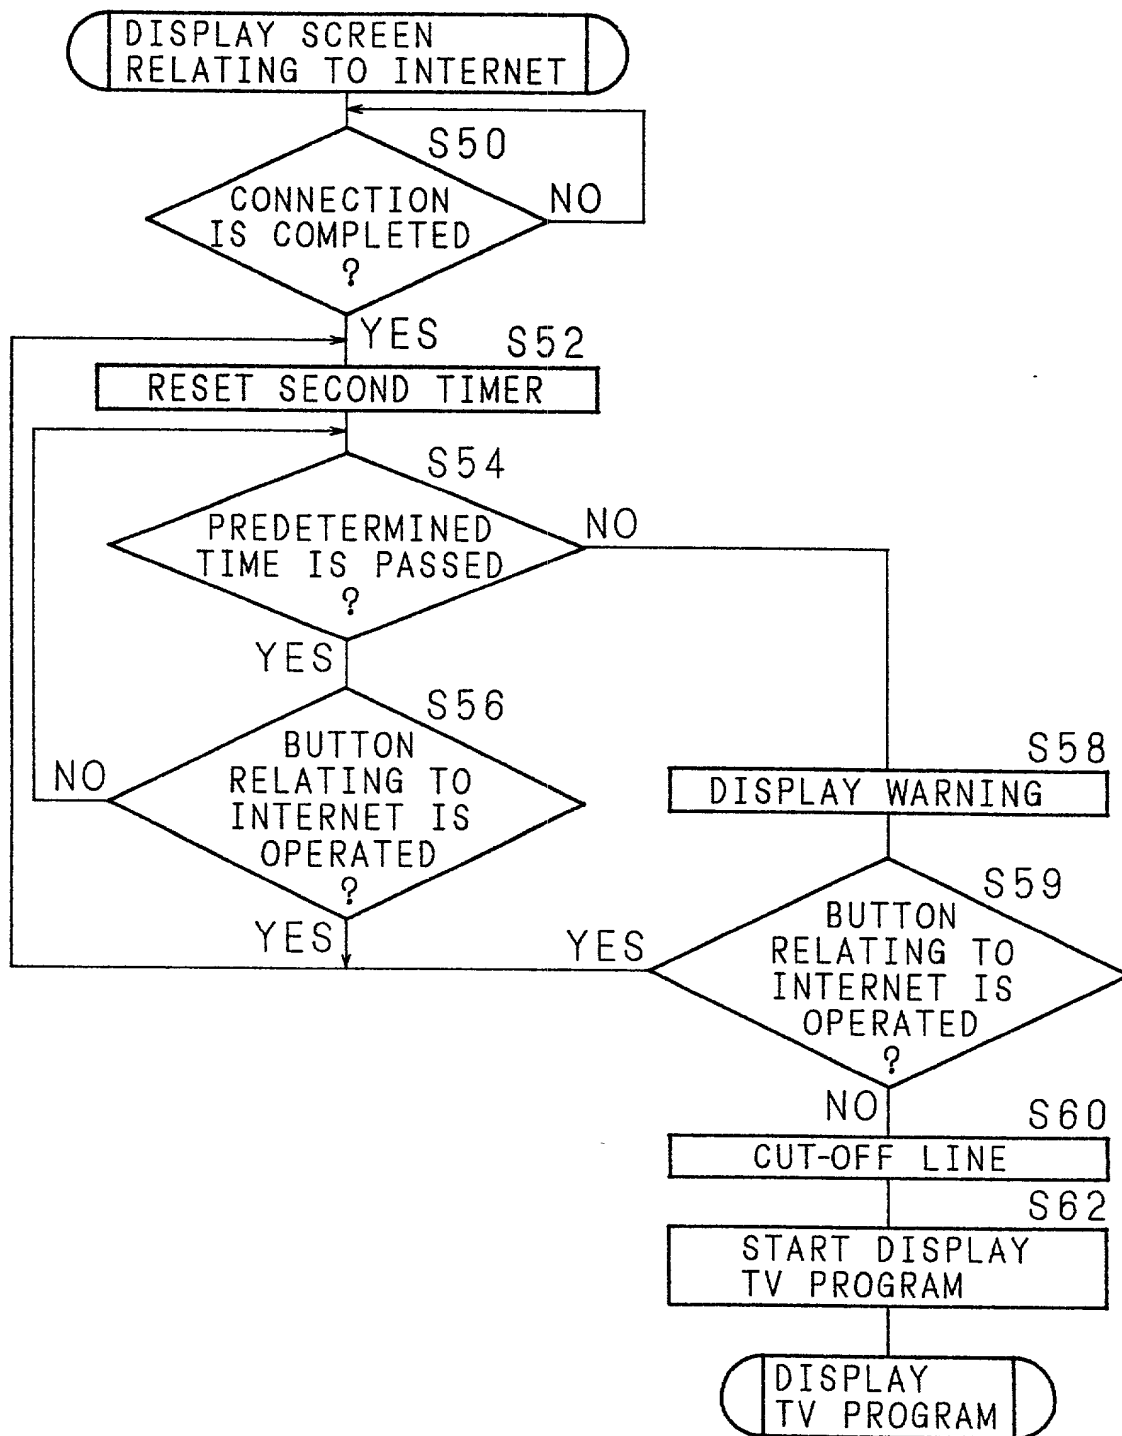 DISPLAY SCREEN
RELATING TO INTERNET
S50
CONNECTION
IS COMPLETED
?
NO
YES
S52
RESET SECOND TIMER
S54
PREDETERMINED
TIME IS PASSED
?
NO
YES
S56
BUTTON
RELATING TO
INTERNET IS
OPERATED
?
NO
YES
S58
DISPLAY WARNING
S59
BUTTON
RELATING TO
INTERNET IS
OPERATED
?
YES
NO
S60
CUT-OFF LINE
S62
START DISPLAY
TV PROGRAM
DISPLAY
TV PROGRAM